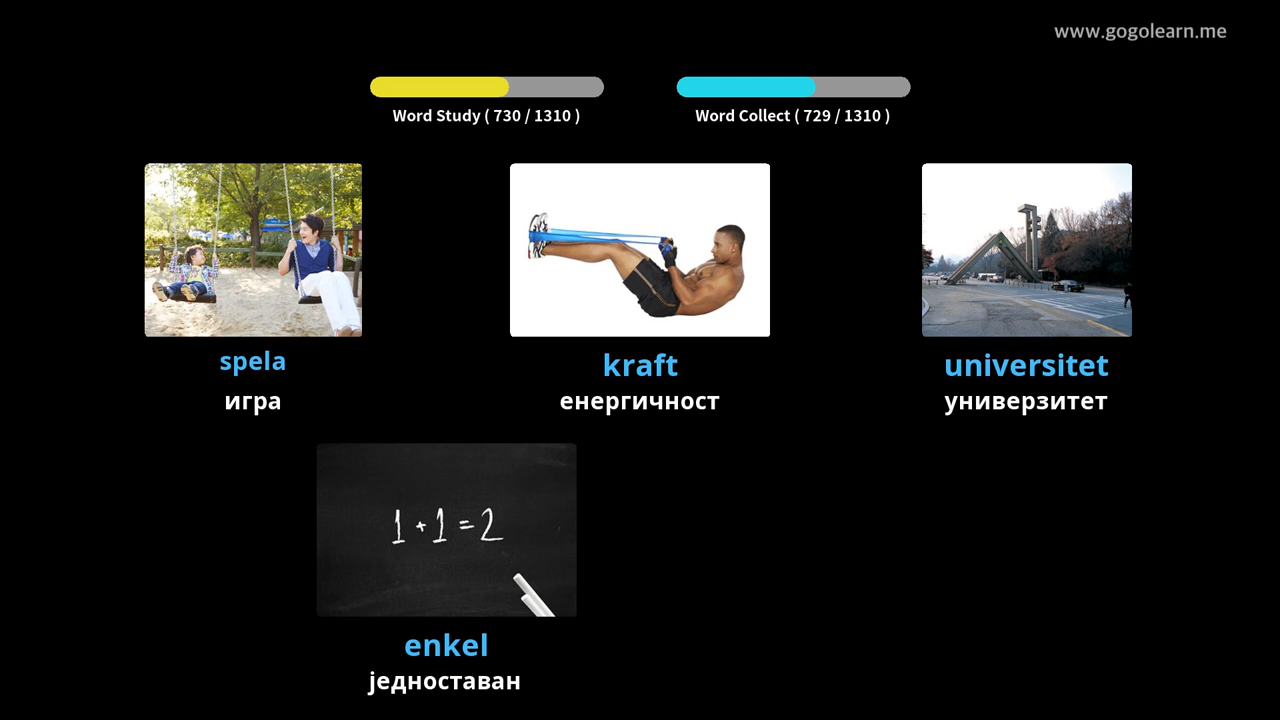 www.gogolearn.me
Word Study ( 730 / 1310 )
Word Collect ( 729 / 1310 )
spela
игра
kraft
енергичност
universitet
универзитет
1 + 1 = 2
enkel
једноставан